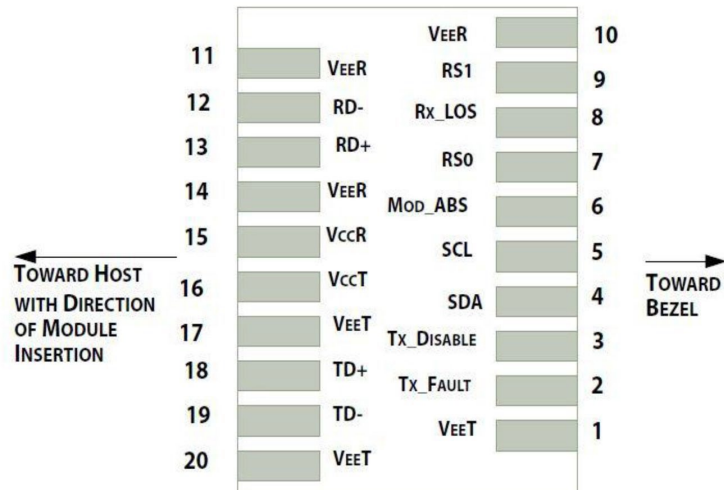 11 VEER
12 RD-
13 RD+
14 VEER
15 VCCR
16 VCCT
17 VEET
18 TD+
19 TD-
20 VEET
VEER 10
RS1 9
RX_LOS 8
RS0 7
MOD_ABS 6
SCL 5
SDA 4
TX_DISABLE 3
TX_FAULT 2
VEET 1
TOWARD HOST
WITH DIRECTION
OF MODULE
INSERTION
TOWARD
BEZEL